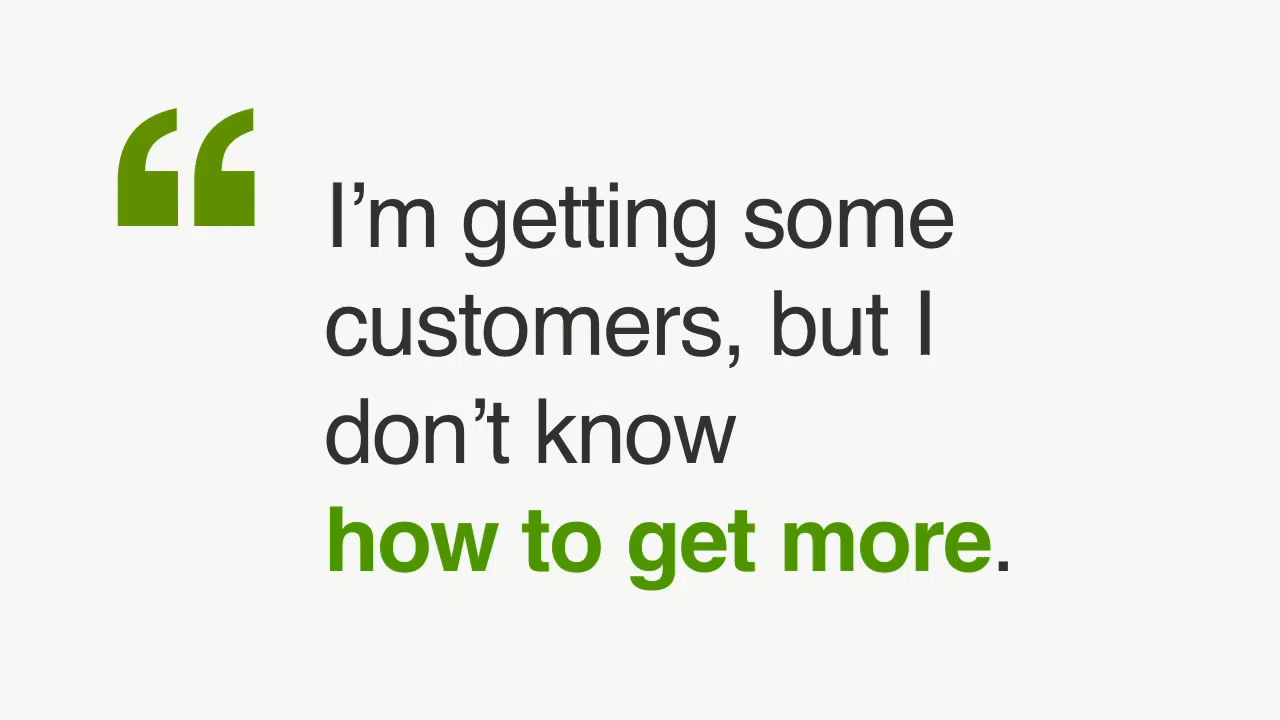 “
I’m getting some
customers, but I
don’t know
how to get more.